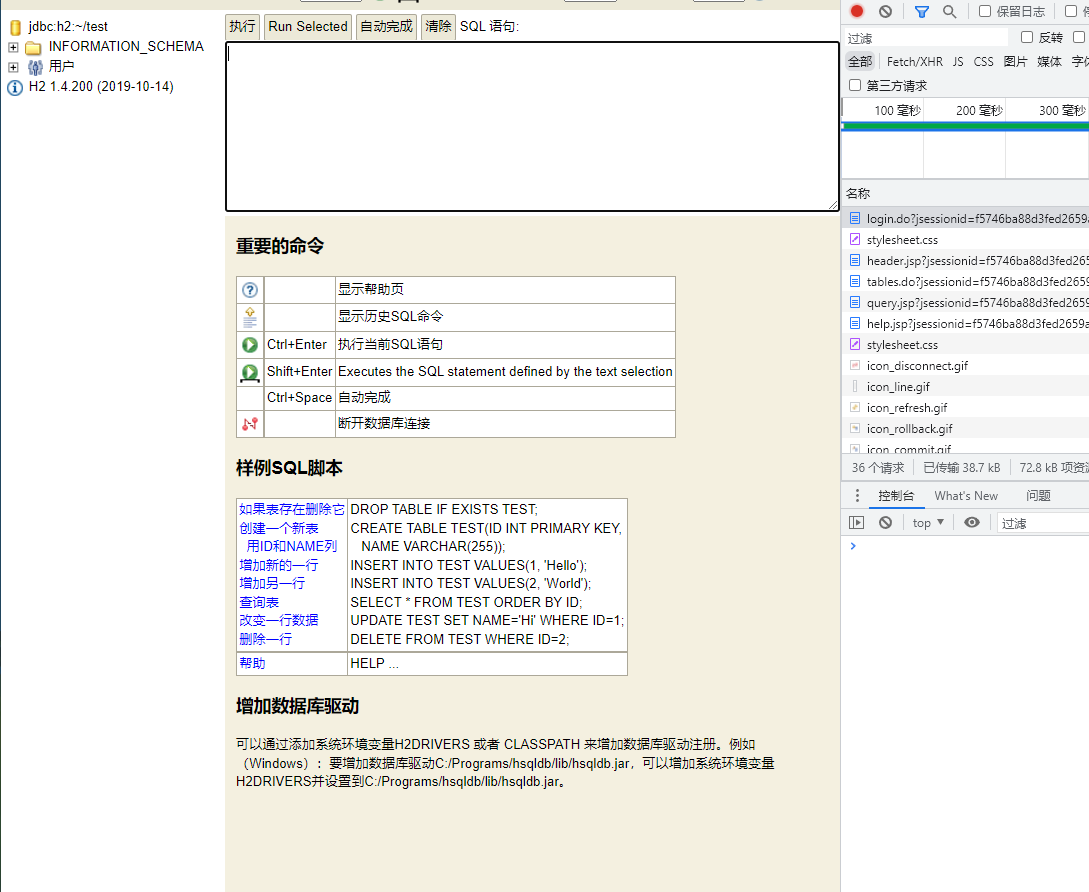 jdbc:h2:~/test
INFORMATION_SCHEMA
用户
H2 1.4.200 (2019-10-14)
执行 Run Selected 自动完成 清除 SQL 语句:
重要的命令
显示帮助页
显示历史SQL命令
Ctrl+Enter 执行当前SQL语句
Shift+Enter Executes the SQL statement defined by the text selection
Ctrl+Space 自动完成
断开数据库连接
样例SQL脚本
如果表存在删除它 DROP TABLE IF EXISTS TEST;
创建一个新表 CREATE TABLE TEST(ID INT PRIMARY KEY,
用ID和NAME列 NAME VARCHAR(255));
增加新的一行 INSERT INTO TEST VALUES(1, 'Hello');
增加另一行 INSERT INTO TEST VALUES(2, 'World');
查询表 SELECT * FROM TEST ORDER BY ID;
改变一行数据 UPDATE TEST SET NAME='Hi' WHERE ID=1;
删除一行 DELETE FROM TEST WHERE ID=2;
帮助 HELP ...
增加数据库驱动
可以通过添加系统环境变量H2DRIVERS 或者 CLASSPATH 来增加数据库驱动注册。例如
（Windows）：要增加数据库驱动C:/Programs/hsqldb/lib/hsqldb.jar，可以增加系统环境变量
H2DRIVERS并设置到C:/Programs/hsqldb/lib/hsqldb.jar。
保留日志
过滤 反转
全部 Fetch/XHR JS CSS 图片 媒体
第三方请求
100 毫秒 200 毫秒 300 毫秒
名称
login.do?jsessionid=f5746ba88d3fed2659
stylesheet.css
header.jsp?jsessionid=f5746ba88d3fed265
tables.do?jsessionid=f5746ba88d3fed2659
query.jsp?jsessionid=f5746ba88d3fed2659
help.jsp?jsessionid=f5746ba88d3fed2659a
stylesheet.css
icon_disconnect.gif
icon_line.gif
icon_refresh.gif
icon_rollback.gif
icon_commit.gif
36 个请求 已传输 38.7 kB 72.8 kB 项资
控制台 What's New 问题
top 过滤